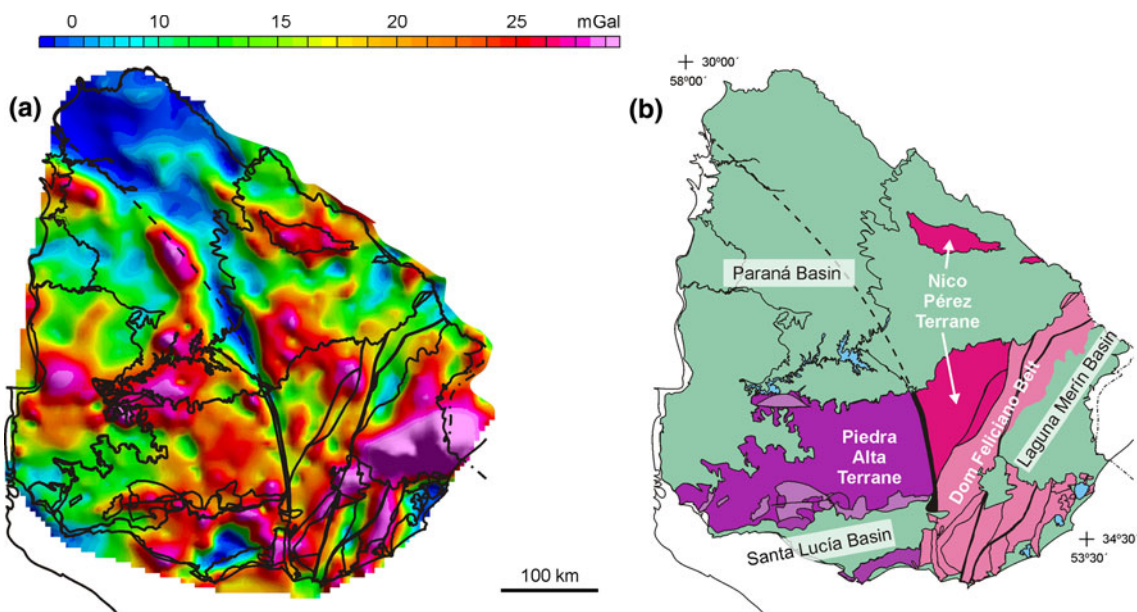 0 10 15 20 25 mGal
(a)
100 km
(b)
30º00´
58º00´
Paraná Basin
Nico
Pérez
Terrane
Piedra
Alta
Terrane
Dom Feliciano Belt
Laguna Merín Basin
Santa Lucía Basin
34º30´
53º30´